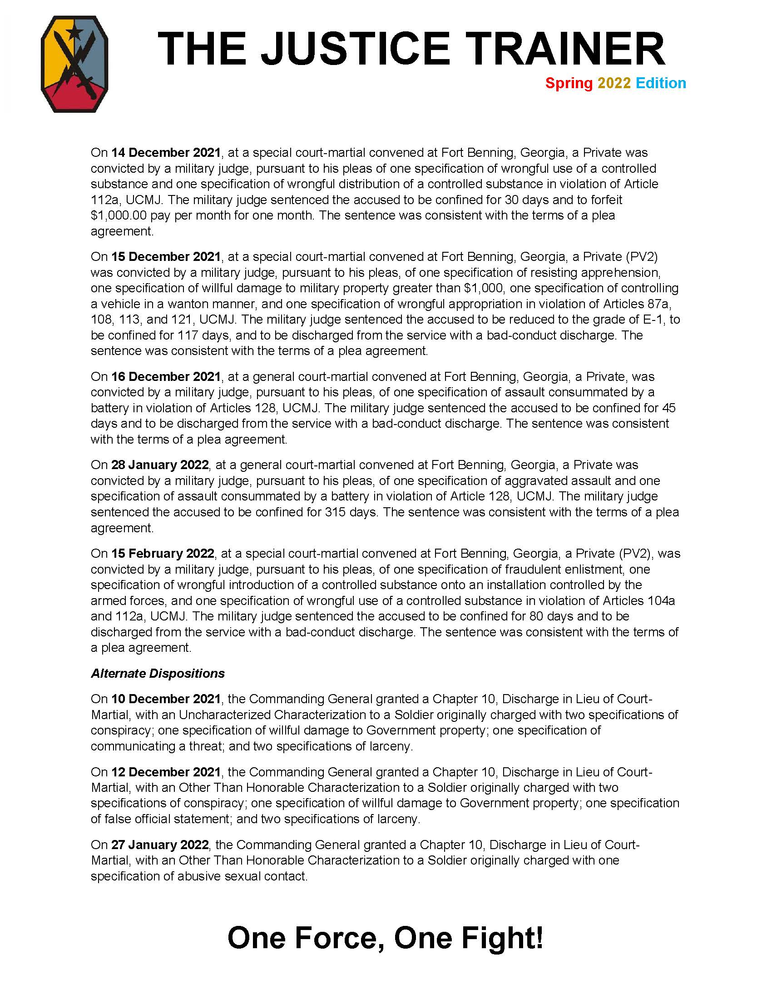 THE JUSTICE TRAINER
Spring 2022 Edition
On 14 December 2021, at a special court-martial convened at Fort Benning, Georgia, a Private was
convicted by a military judge, pursuant to his pleas of one specification of wrongful use of a controlled
substance and one specification of wrongful distribution of a controlled substance in violation of Article
112a, UCMJ. The military judge sentenced the accused to be confined for 30 days and to forfeit
$1,000.00 pay per month for one month. The sentence was consistent with the terms of a plea
agreement.
On 15 December 2021, at a special court-martial convened at Fort Benning, Georgia, a Private (PV2)
was convicted by a military judge, pursuant to his pleas, of one specification of resisting apprehension,
one specification of willful damage to military property greater than $1,000, one specification of controlling
a vehicle in a wanton manner, and one specification of wrongful appropriation in violation of Articles 87a,
108, 113, and 121, UCMJ. The military judge sentenced the accused to be reduced to the grade of E-1, to
be confined for 117 days, and to be discharged from the service with a bad-conduct discharge. The
sentence was consistent with the terms of a plea agreement.
On 16 December 2021, at a general court-martial convened at Fort Benning, Georgia, a Private, was
convicted by a military judge, pursuant to his pleas, of one specification of assault consummated by a
battery in violation of Articles 128, UCMJ. The military judge sentenced the accused to be confined for 45
days and to be discharged from the service with a bad-conduct discharge. The sentence was consistent
with the terms of a plea agreement.
On 28 January 2022, at a general court-martial convened at Fort Benning, Georgia, a Private was
convicted by a military judge, pursuant to his pleas, of one specification of aggravated assault and one
specification of assault consummated by a battery in violation of Article 128, UCMJ. The military judge
sentenced the accused to be confined for 315 days. The sentence was consistent with the terms of a plea
agreement.
On 15 February 2022, at a special court-martial convened at Fort Benning, Georgia, a Private (PV2), was
convicted by a military judge, pursuant to his pleas, of one specification of fraudulent enlistment, one
specification of wrongful introduction of a controlled substance onto an installation controlled by the
armed forces, and one specification of wrongful use of a controlled substance in violation of Articles 104a
and 112a, UCMJ. The military judge sentenced the accused to be confined for 80 days and to be
discharged from the service with a bad-conduct discharge. The sentence was consistent with the terms of
a plea agreement.
Alternate Dispositions
On 10 December 2021, the Commanding General granted a Chapter 10, Discharge in Lieu of Court-
Martial, with an Uncharacterized Characterization to a Soldier originally charged with two specifications of
conspiracy; one specification of willful damage to Government property; one specification of
communicating a threat; and two specifications of larceny.
On 12 December 2021, the Commanding General granted a Chapter 10, Discharge in Lieu of Court-
Martial, with an Other Than Honorable Characterization to a Soldier originally charged with two
specifications of conspiracy; one specification of willful damage to Government property; one specification
of false official statement; and two specifications of larceny.
On 27 January 2022, the Commanding General granted a Chapter 10, Discharge in Lieu of Court-
Martial, with an Other Than Honorable Characterization to a Soldier originally charged with one
specification of abusive sexual contact.
One Force, One Fight!